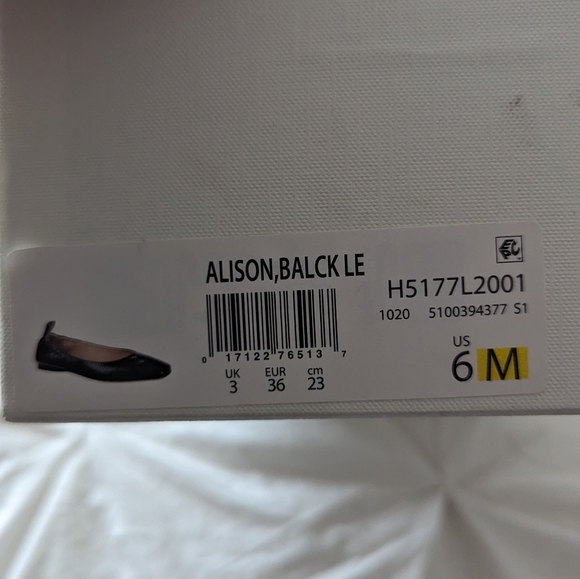 ALISON,BALCK LE
H5177L2001
1020 5100394377 S1
0 17122 76513 7
UK EUR cm
3 36 23
US
6 M